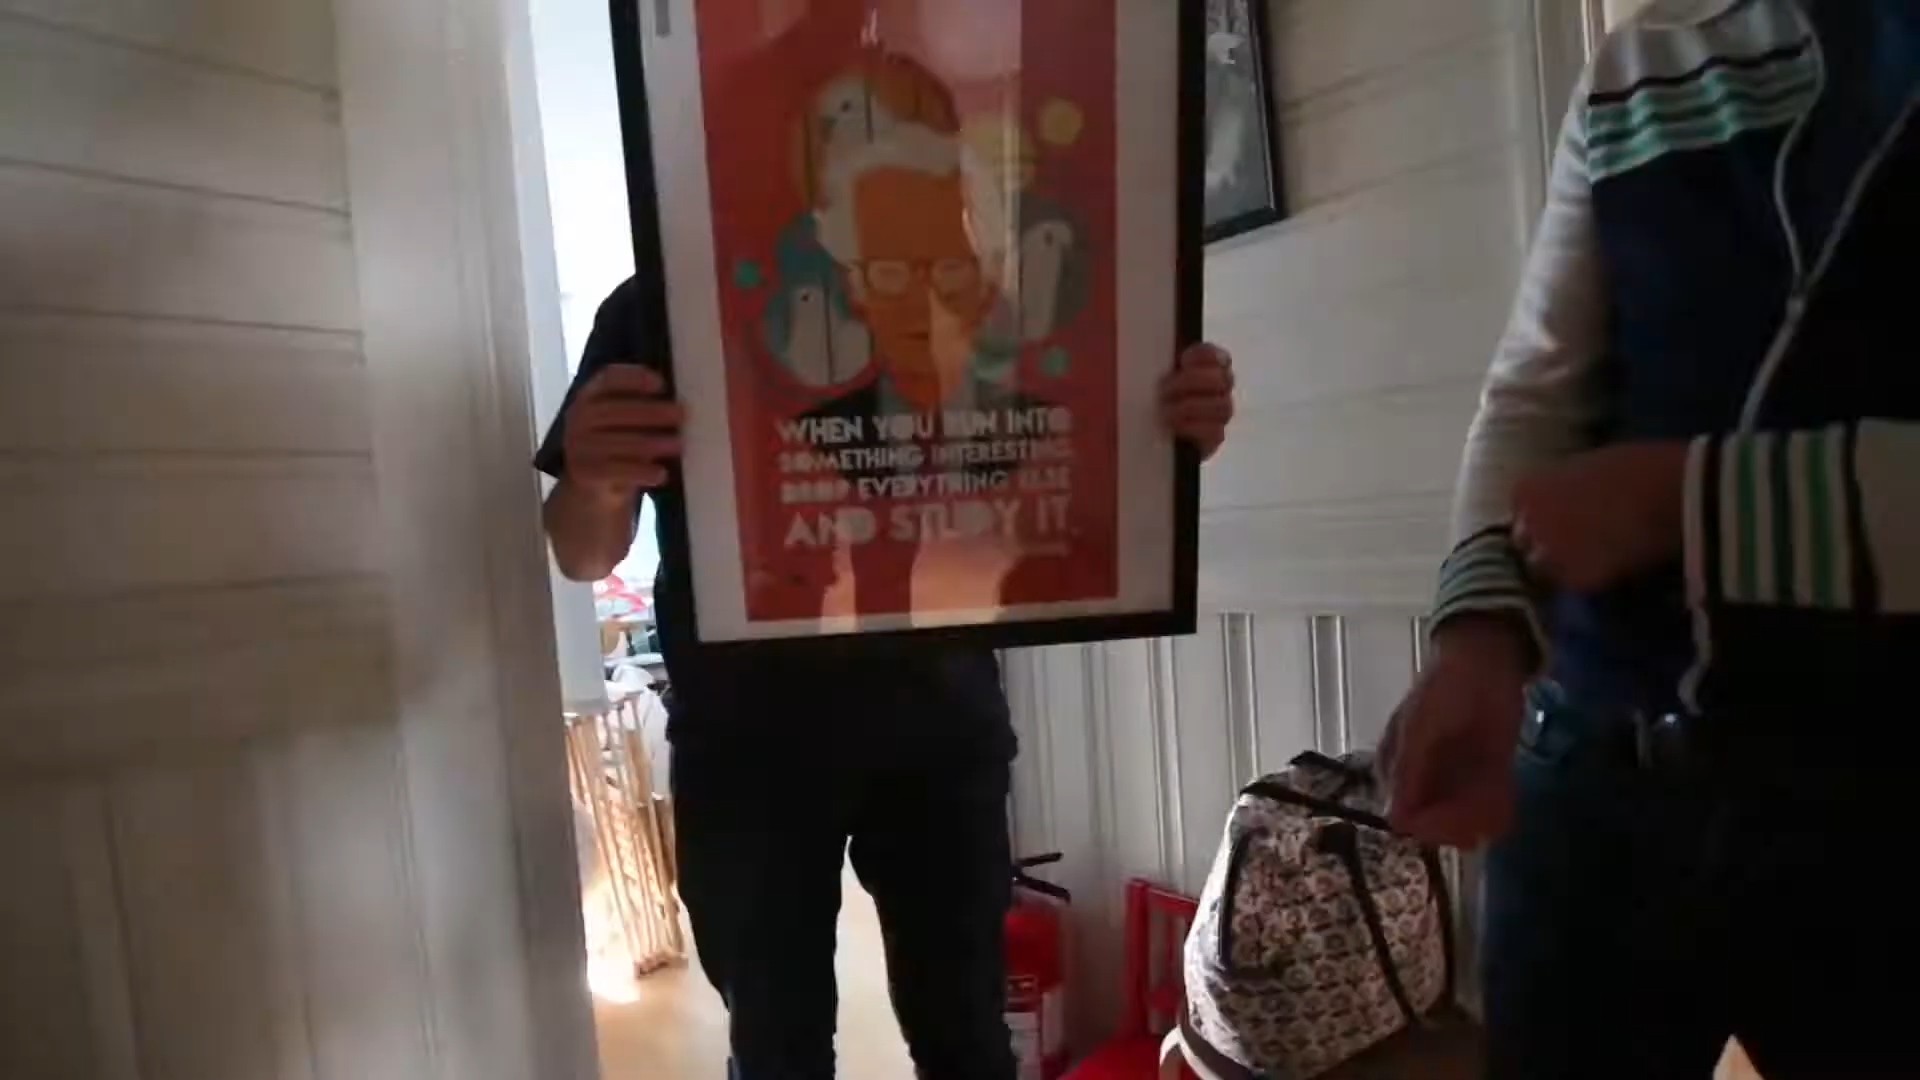 WHEN YOU RUN INTO
SOMETHING INTERESTING
DROP EVERYTHING ELSE
AND STUDY IT.